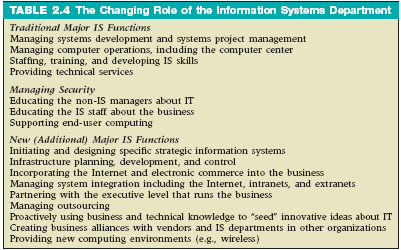 TABLE 2.4 The Changing Role of the Information Systems Department
Traditional Major IS Functions
Managing systems development and systems project management
Managing computer operations, including the computer center
Staffing, training, and developing IS skills
Providing technical services
Managing Security
Educating the non-IS managers about IT
Educating the IS staff about the business
Supporting end-user computing
New (Additional) Major IS Functions
Initiating and designing specific strategic information systems
Infrastructure planning, development, and control
Incorporating the Internet and electronic commerce into the business
Managing system integration including the Internet, intranets, and extranets
Partnering with the executive level that runs the business
Managing outsourcing
Proactively using business and technical knowledge to “seed” innovative ideas about IT
Creating business alliances with vendors and IS departments in other organizations
Providing new computing environments (e.g., wireless)